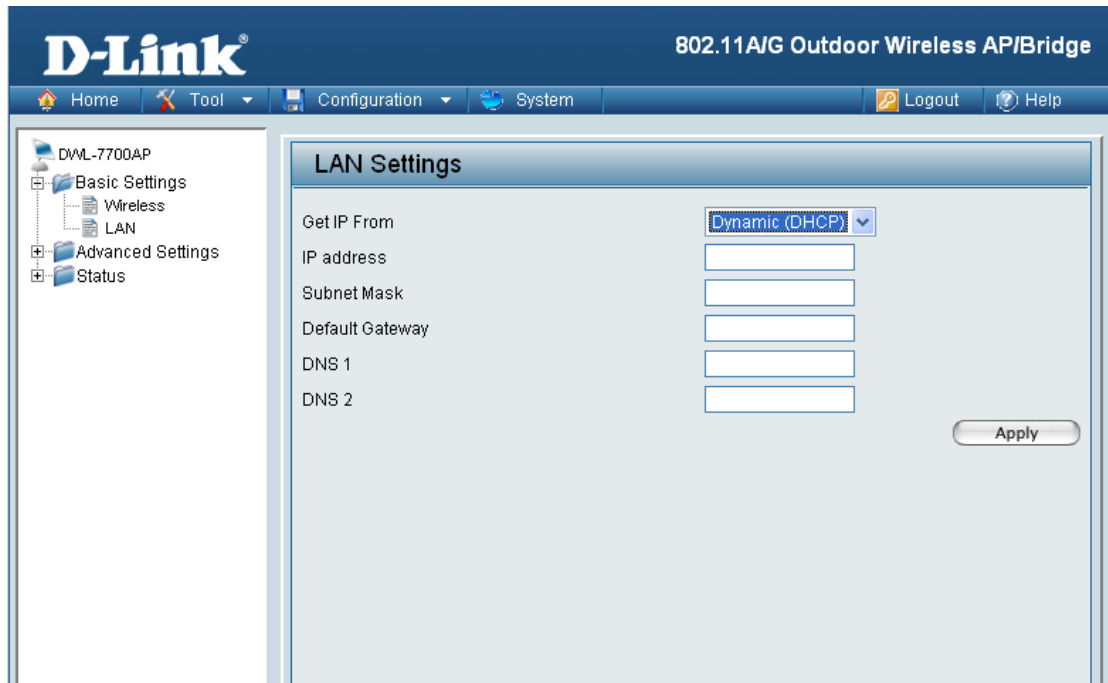 D-Link®
802.11A/G Outdoor Wireless AP/Bridge
Home Tool Configuration System Logout Help
DWL-7700AP
Basic Settings
Wireless
LAN
Advanced Settings
Status
LAN Settings
Get IP From Dynamic (DHCP)
IP address
Subnet Mask
Default Gateway
DNS 1
DNS 2
Apply